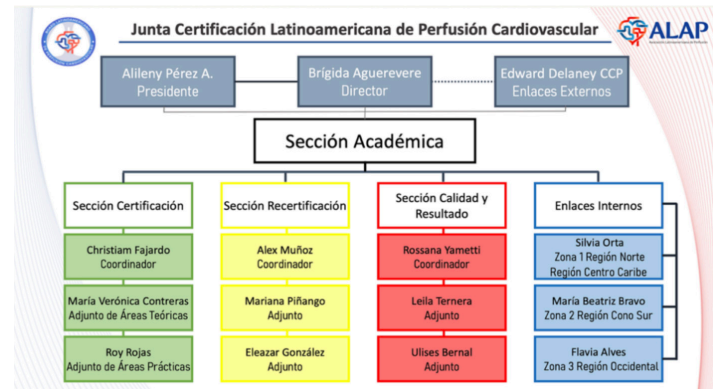 Junta Certificación Latinoamericana de Perfusión Cardiovascular
ALAP
Alileny Pérez A.
Presidente
Brígida Aguerevere
Director
Edward Delaney CCP
Enlaces Externos
Sección Académica
Sección Certificación
Sección Recertificación
Sección Calidad y
Resultado
Enlaces Internos
Christiam Fajardo
Coordinador
Alex Muñoz
Coordinador
Rossana Yametti
Coordinador
Silvia Orta
Zona 1 Región Norte
Región Centro Caribe
María Verónica Contreras
Adjunto de Áreas Teóricas
Mariana Piñango
Adjunto
Leila Ternera
Adjunto
María Beatriz Bravo
Zona 2 Región Cono Sur
Roy Rojas
Adjunto de Áreas Prácticas
Eleazar González
Adjunto
Ulises Bernal
Adjunto
Flavia Alves
Zona 3 Región Occidental